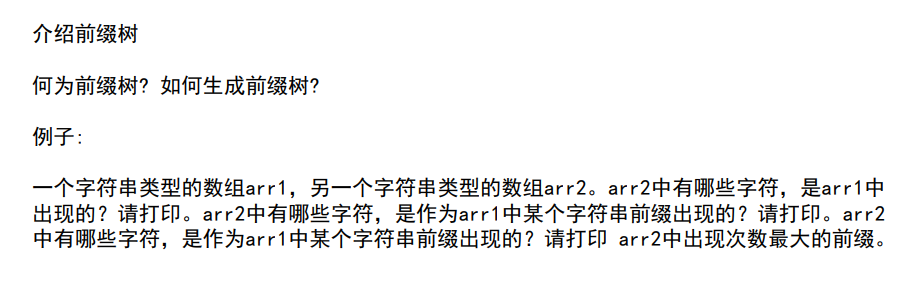 介绍前缀树
何为前缀树? 如何生成前缀树?
例子:
一个字符串类型的数组arr1，另一个字符串类型的数组arr2。arr2中有哪些字符，是arr1中
出现的？请打印。arr2中有哪些字符，是作为arr1中某个字符串前缀出现的？请打印。arr2
中有哪些字符，是作为arr1中某个字符串前缀出现的？请打印 arr2中出现次数最大的前缀。